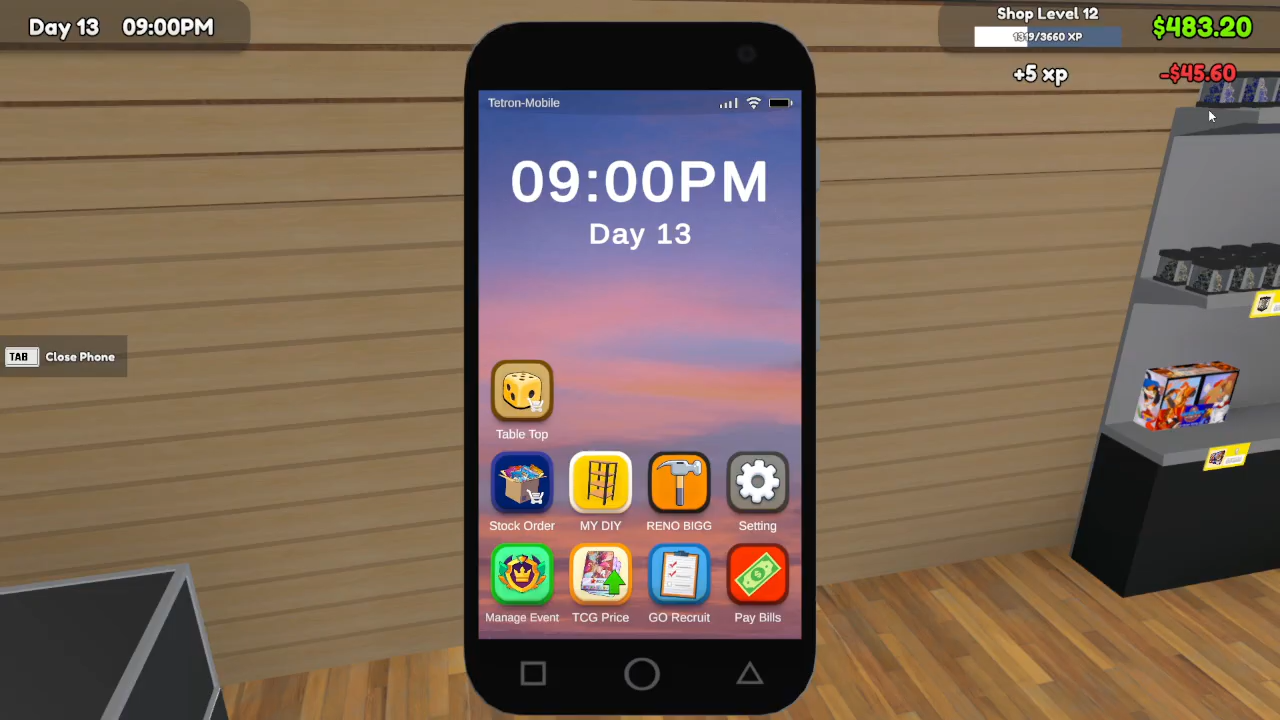 Day 13 09:00PM
Shop Level 12
1319/3660 XP
$483.20
+5 xp
-$45.60
Tetron-Mobile
09:00PM
Day 13
TAB Close Phone
Table Top
Stock Order
MY DIY
RENO BIGG
Setting
Manage Event
TCG Price
GO Recruit
Pay Bills